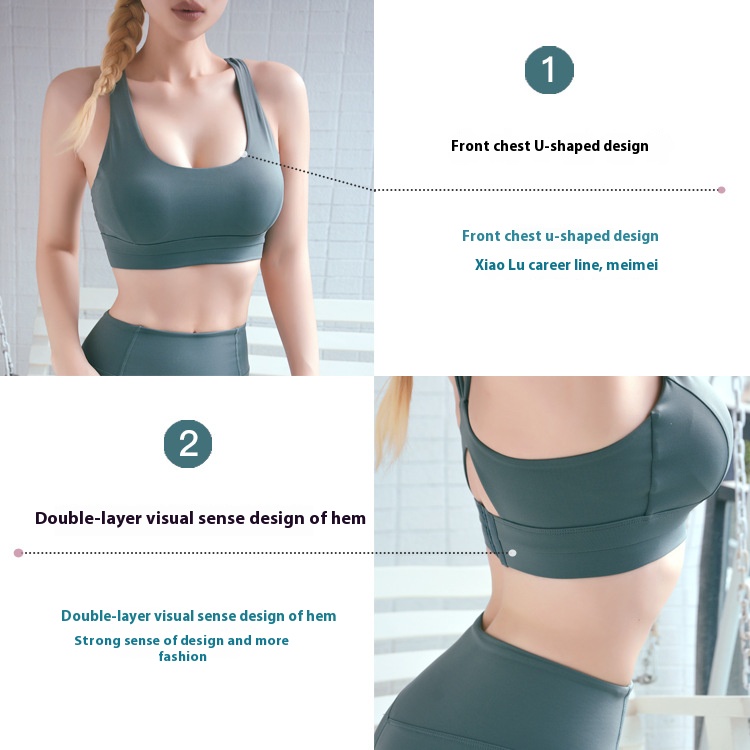 1
Front chest U-shaped design
Front chest u-shaped design
Xiao Lu career line, meimei
2
Double-layer visual sense design of hem
Double-layer visual sense design of hem
Strong sense of design and more
fashion